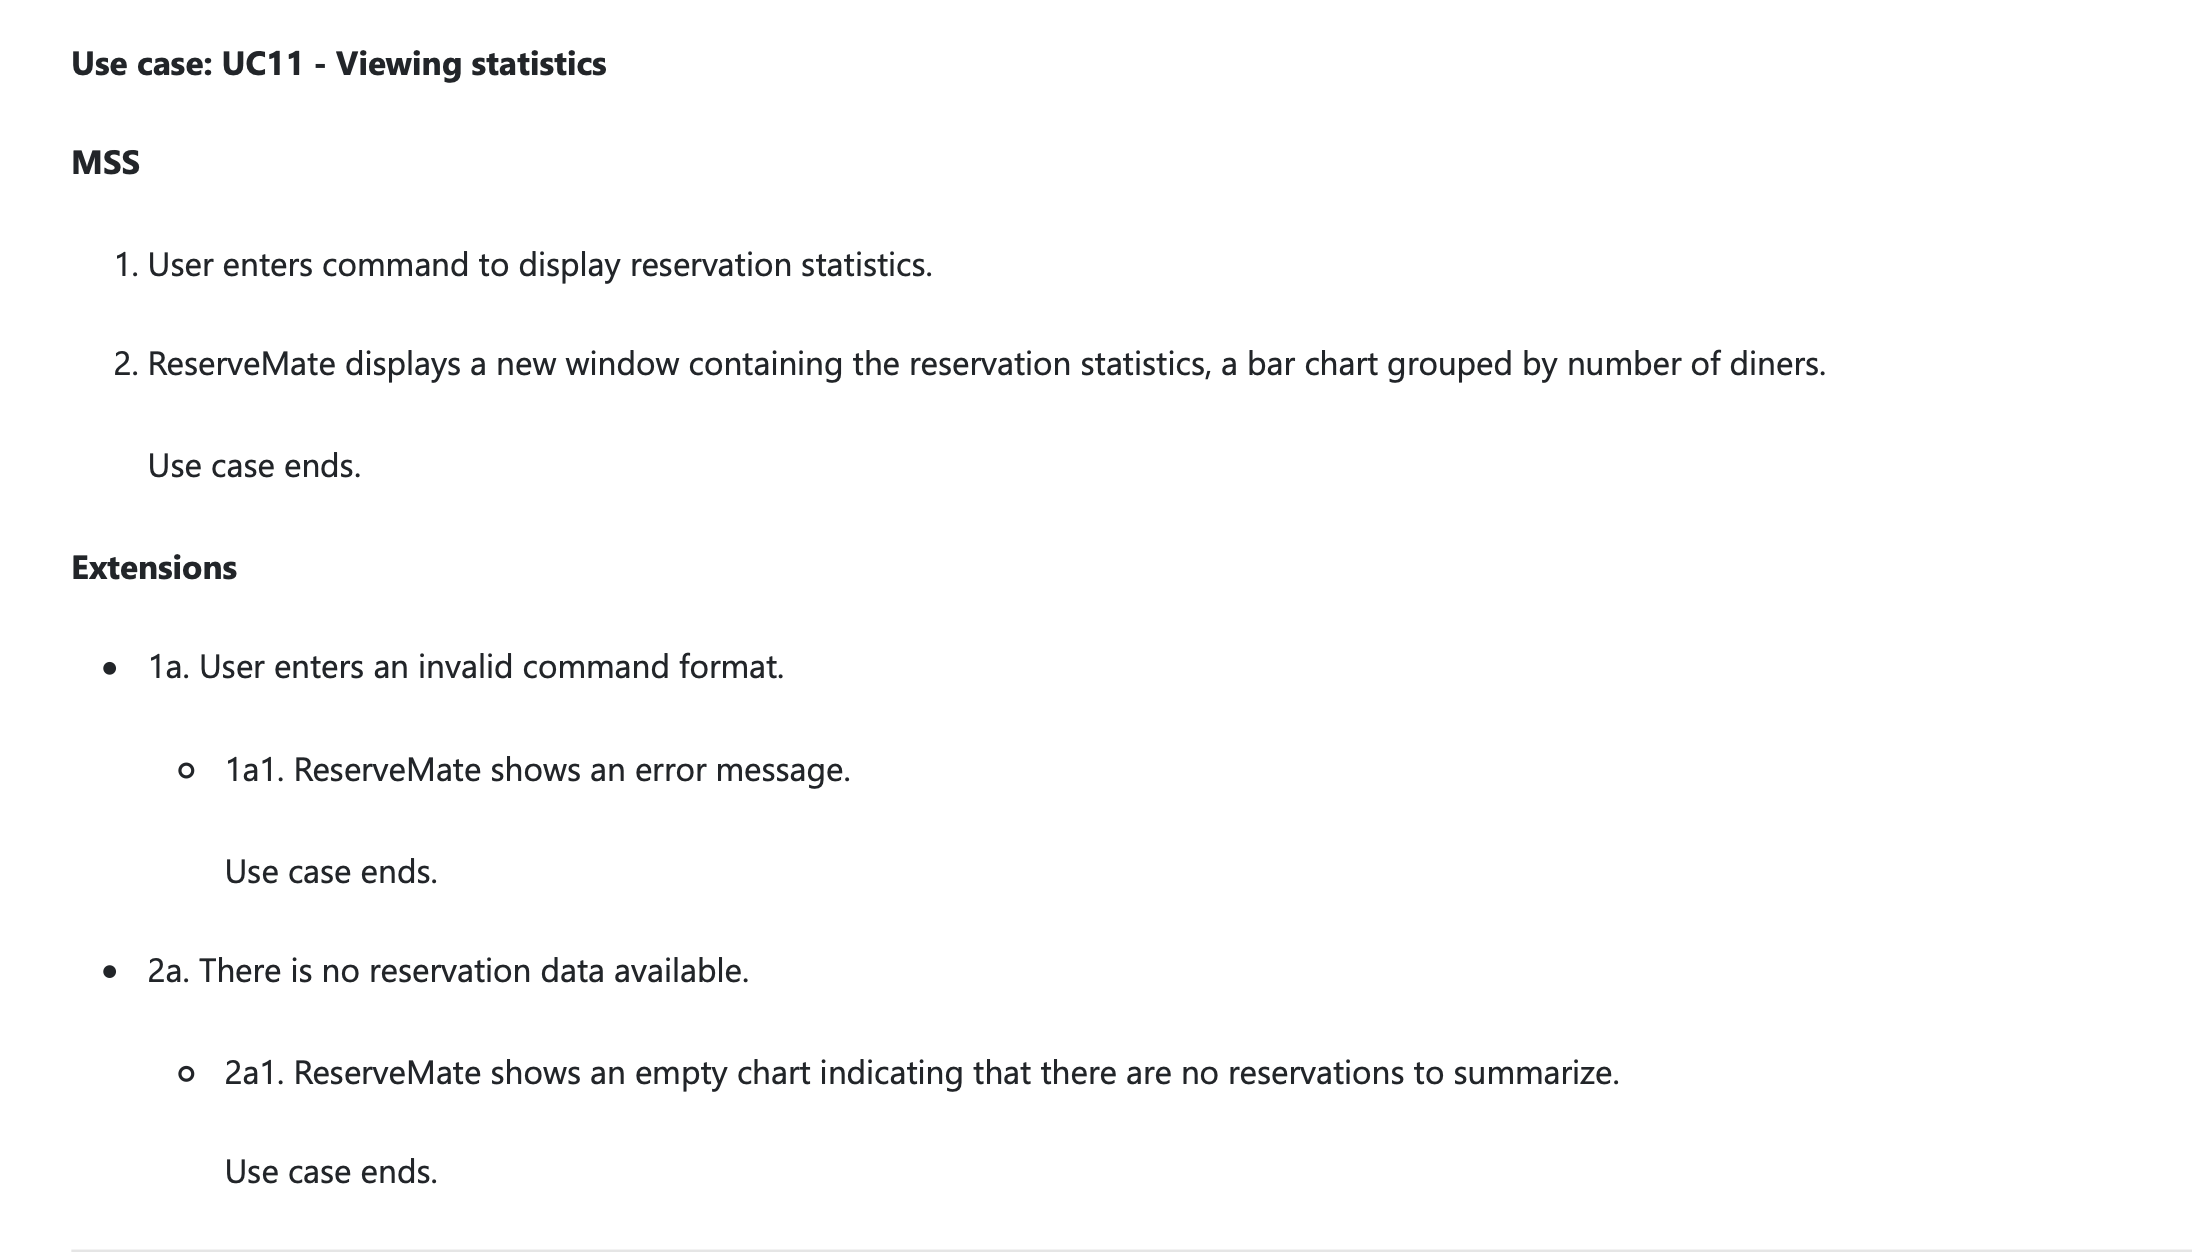 Use case: UC11 - Viewing statistics
MSS
1. User enters command to display reservation statistics.
2. ReserveMate displays a new window containing the reservation statistics, a bar chart grouped by number of diners.
Use case ends.
Extensions
• 1a. User enters an invalid command format.
○ 1a1. ReserveMate shows an error message.
Use case ends.
• 2a. There is no reservation data available.
○ 2a1. ReserveMate shows an empty chart indicating that there are no reservations to summarize.
Use case ends.